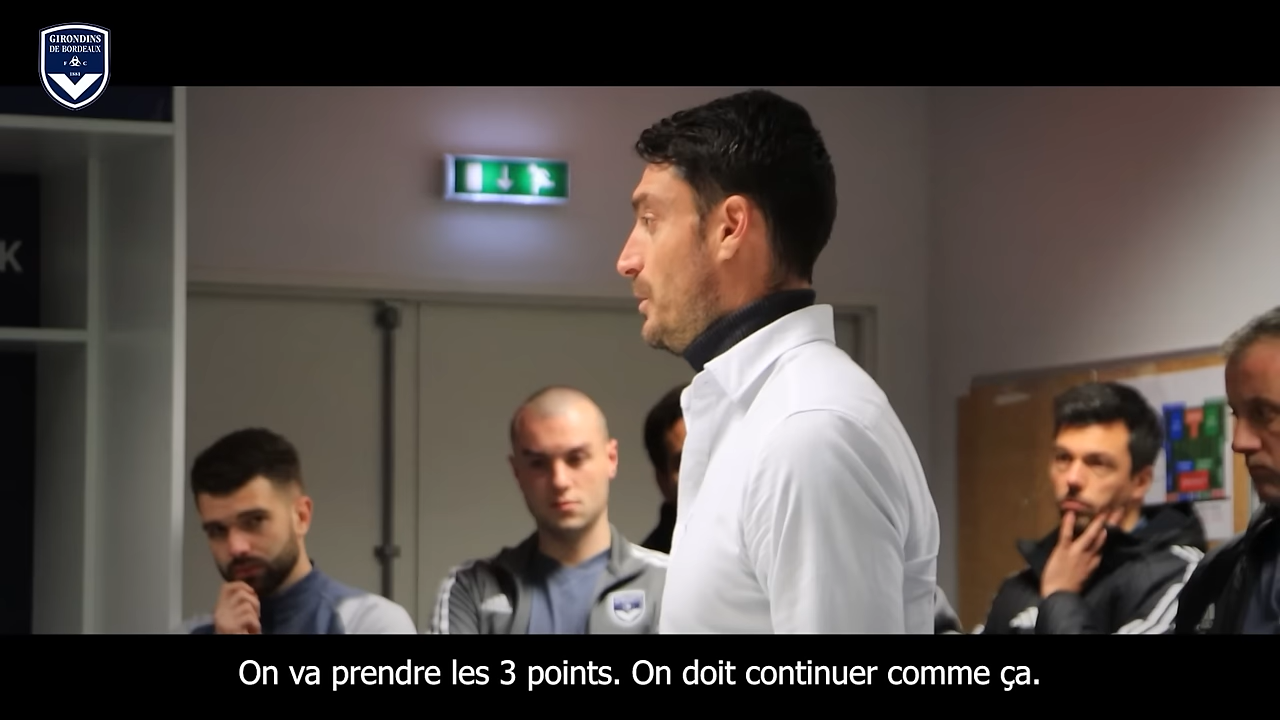 GIRONDINS
DE BORDEAUX
F C
1881
K
On va prendre les 3 points. On doit continuer comme ça.